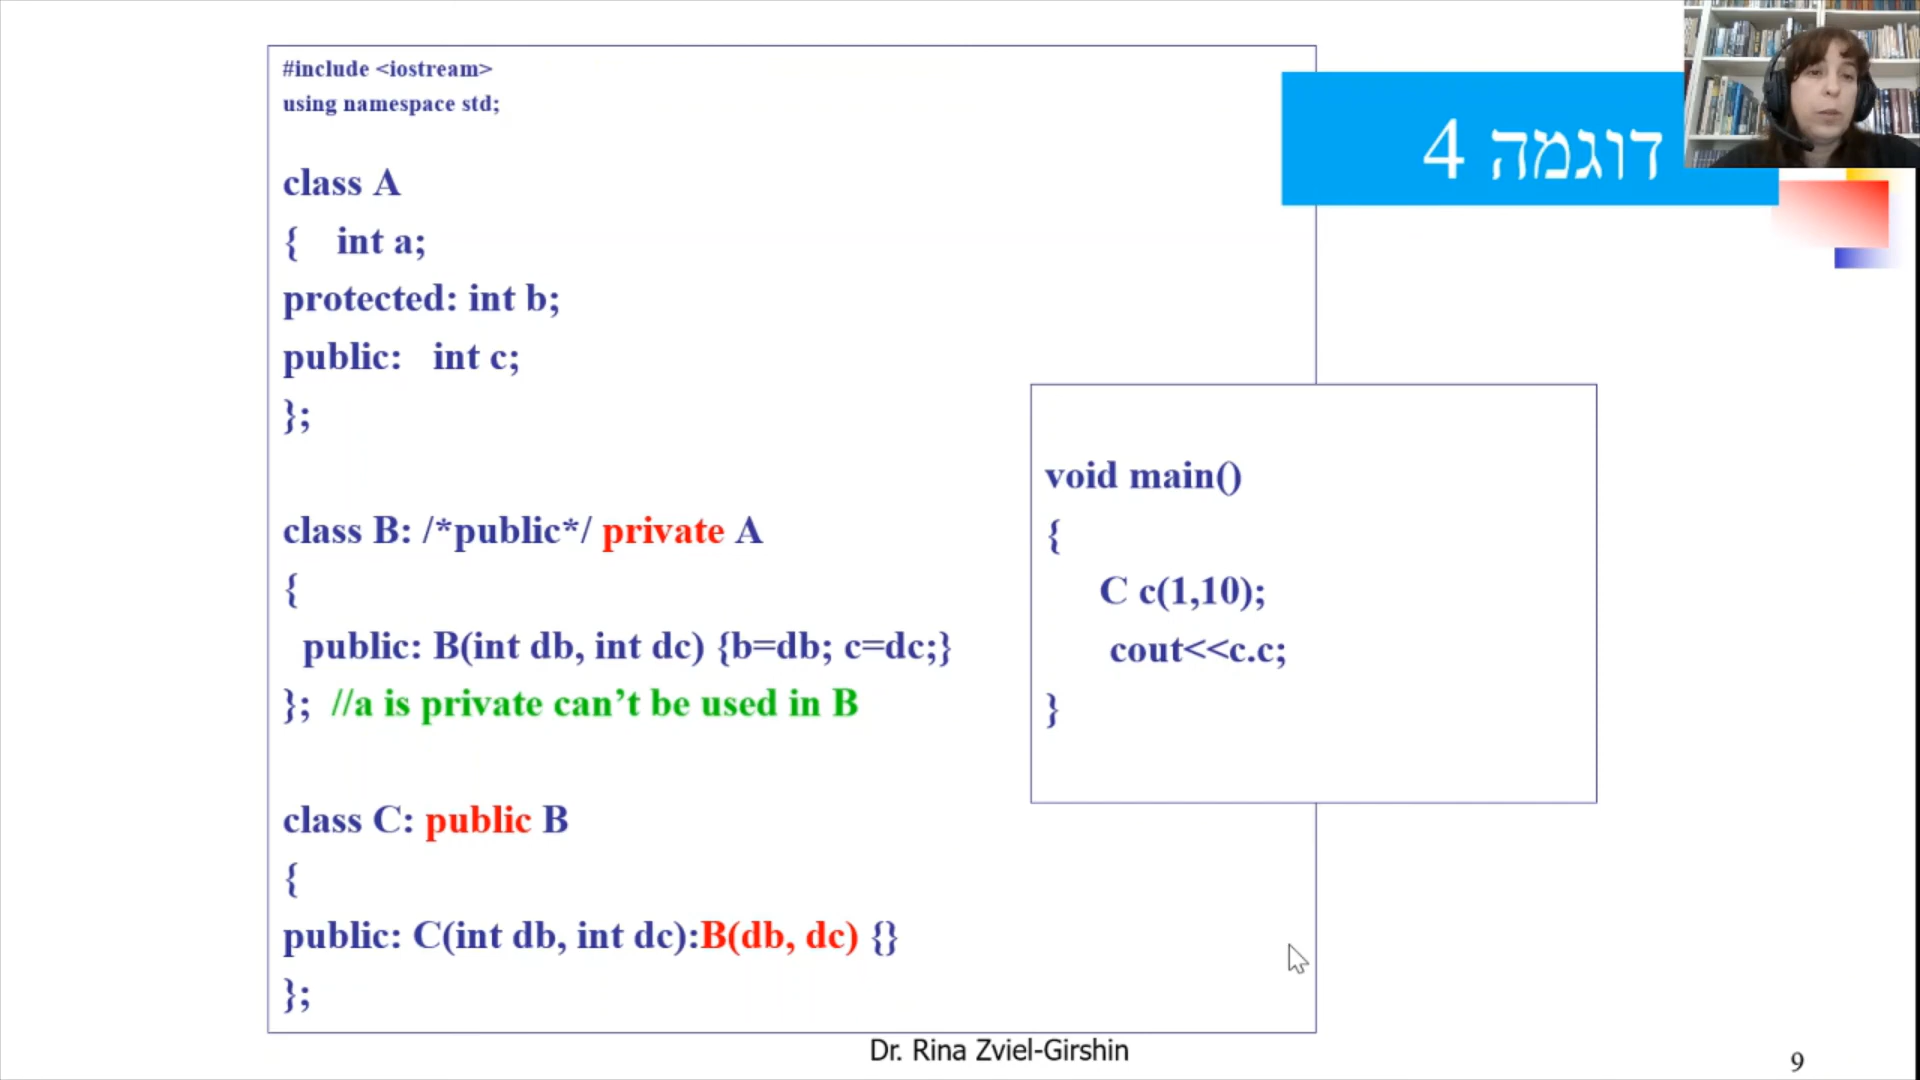 דוגמה 4
#include <iostream>
using namespace std;
class A
{ int a;
protected: int b;
public: int c;
};
class B: /*public*/ private A
{
public: B(int db, int dc) {b=db; c=dc;}
}; //a is private can’t be used in B
class C: public B
{
public: C(int db, int dc):B(db, dc) {}
};
void main()
{
C c(1,10);
cout<<c.c;
}
Dr. Rina Zviel-Girshin
9